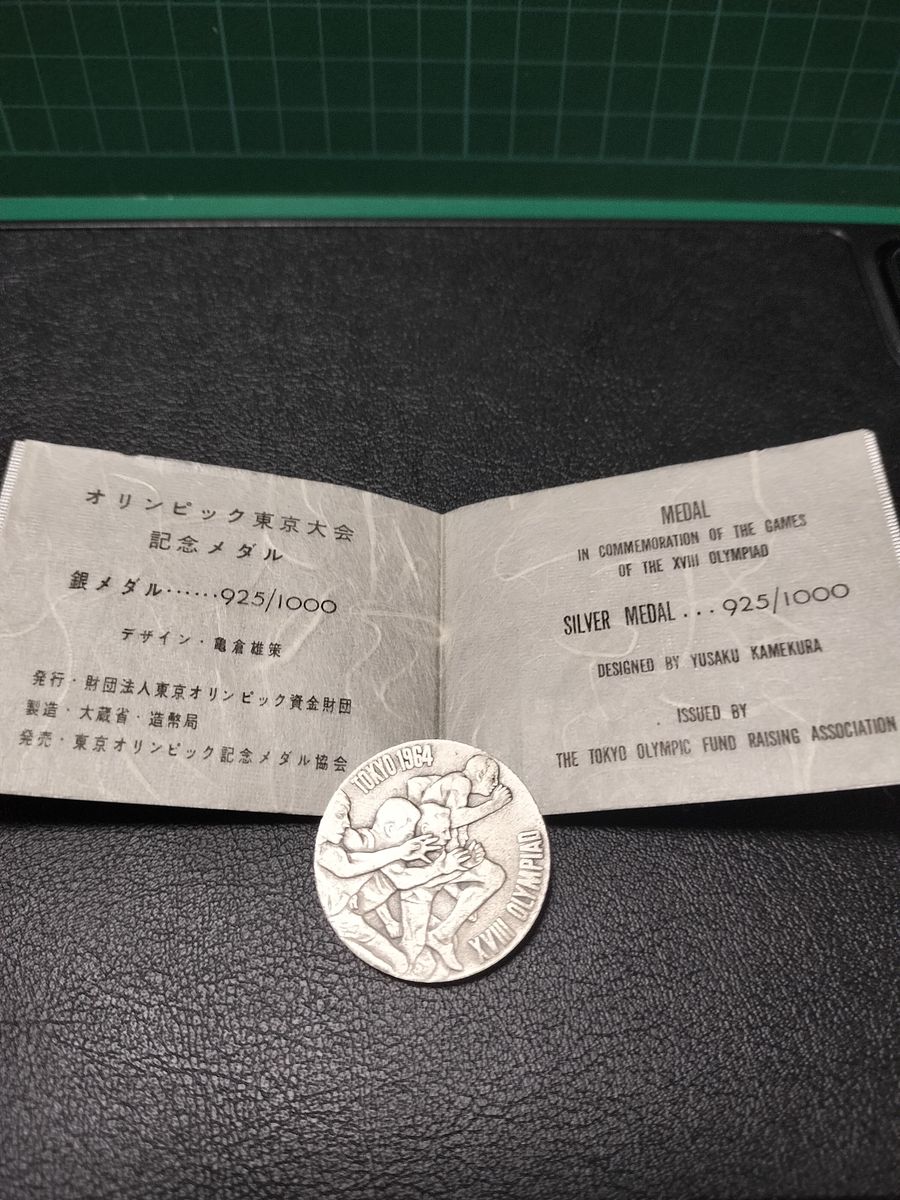 オリンピック東京大会
記念メダル
銀メダル……925/1000
デザイン・亀倉雄策
発行・財団法人東京オリンピック資金財団
製造・大蔵省・造幣局
発売・東京オリンピック記念メダル協会
MEDAL
IN COMMEMORATION OF THE GAMES
OF THE XVIII OLYMPIAD
SILVER MEDAL...925/1000
DESIGNED BY YUSAKU KAMEKURA
ISSUED BY
THE TOKYO OLYMPIC FUND RAISING ASSOCIATION
TOKYO 1964
XVIII OLYMPIAD